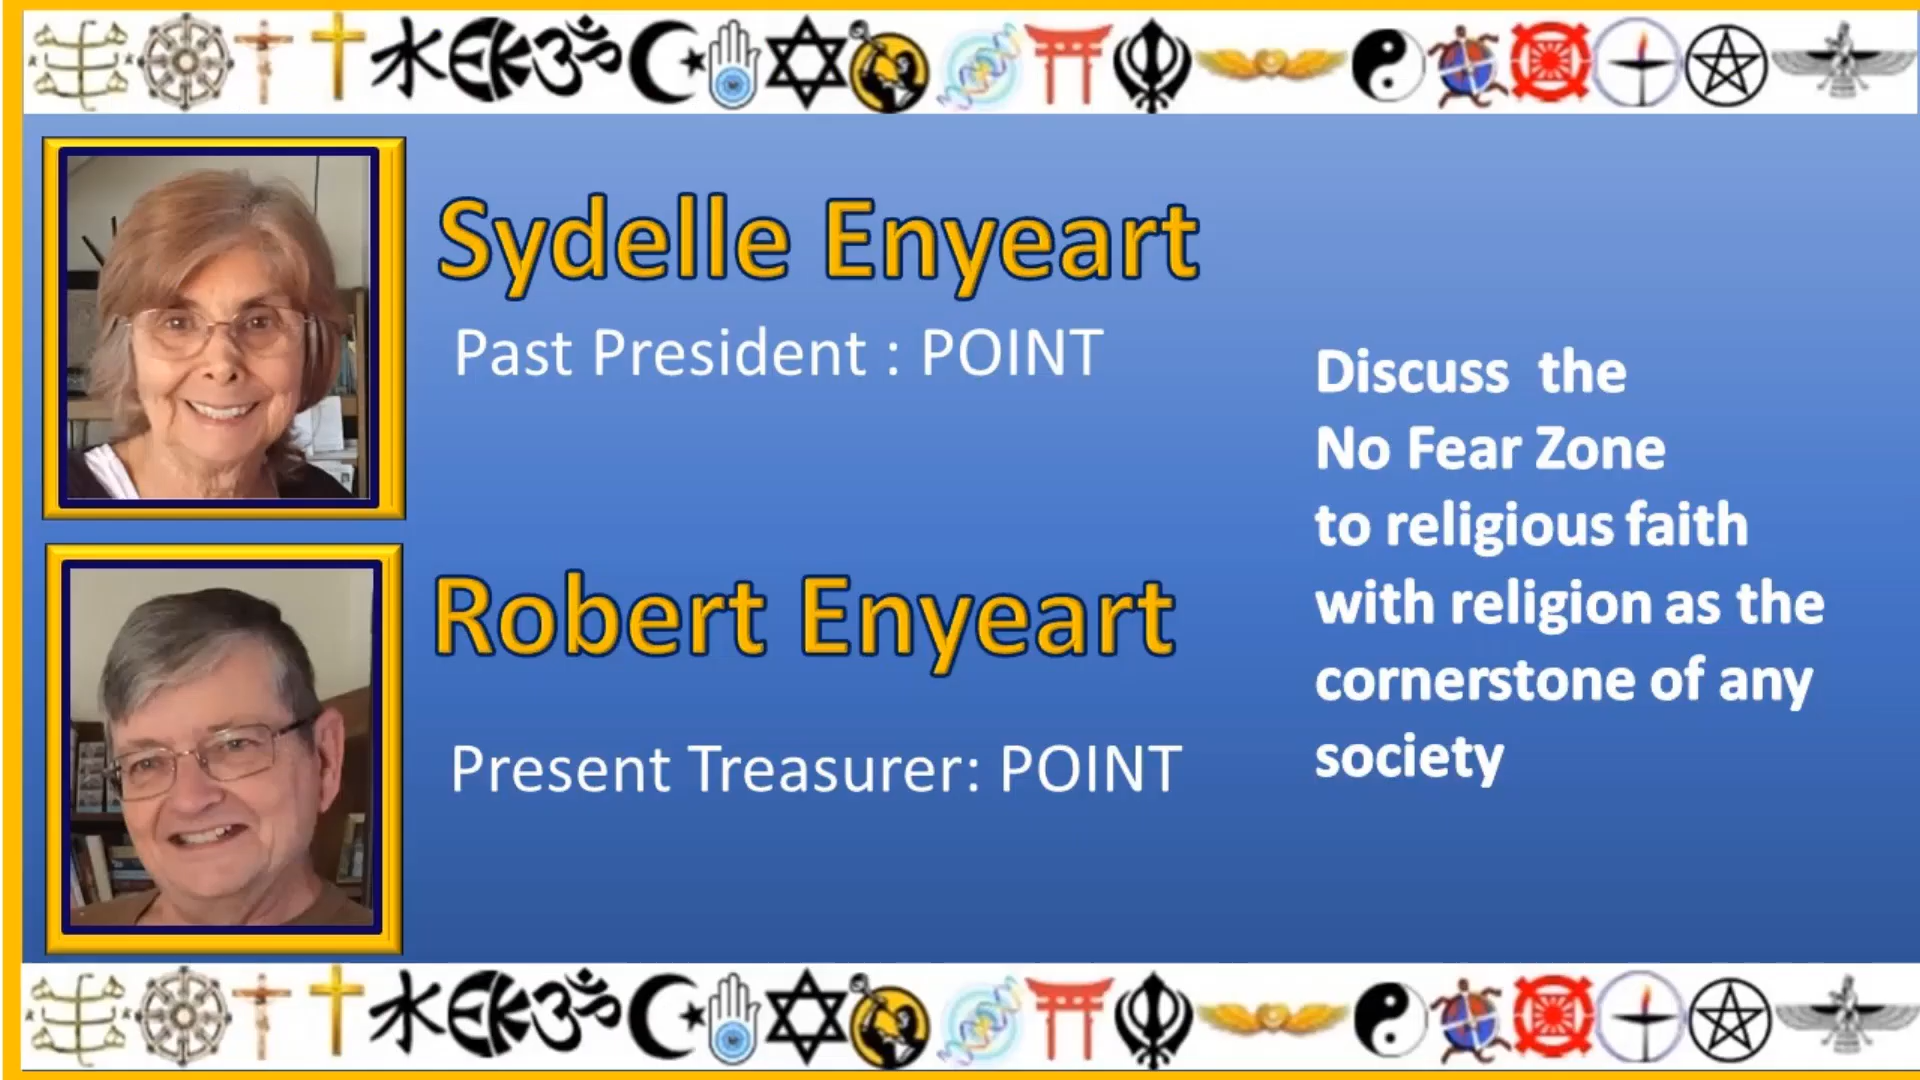 Sydelle Enyeart
Past President : POINT
Robert Enyeart
Present Treasurer: POINT
Discuss the
No Fear Zone
to religious faith
with religion as the
cornerstone of any
society